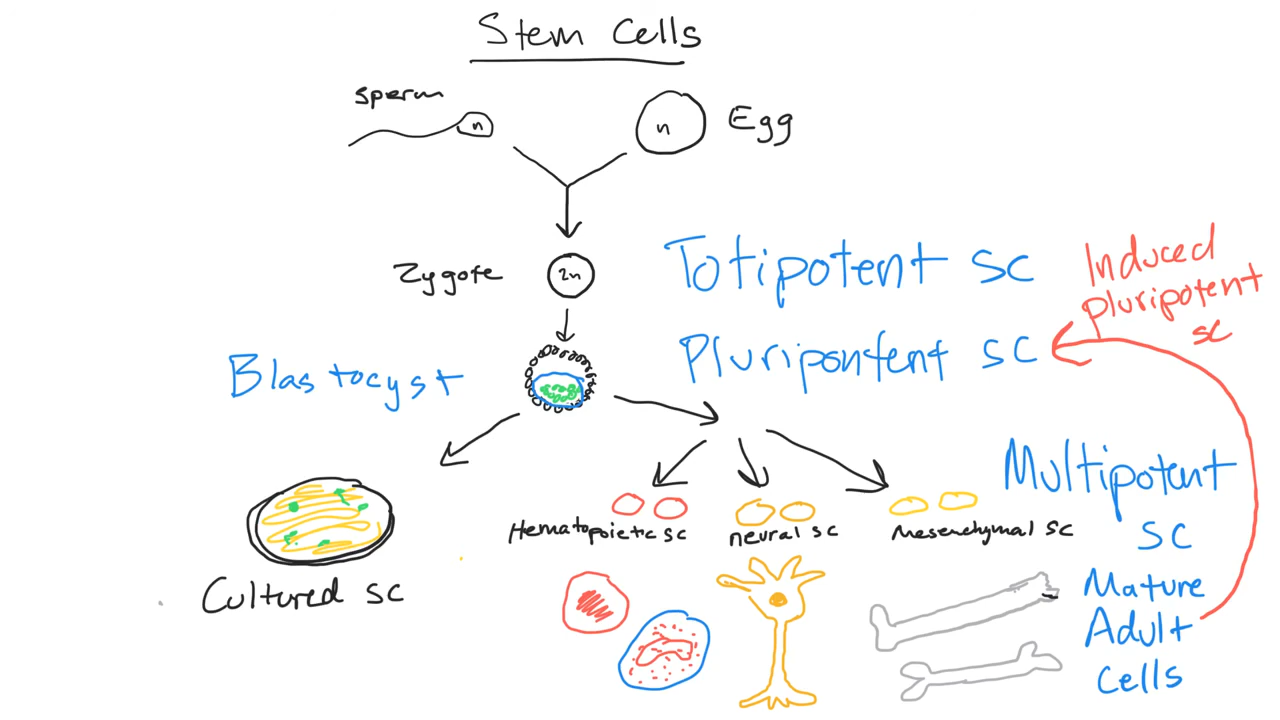 Stem Cells
sperm
n
n
Egg
Zygote
2n
Totipotent SC
Induced
pluripotent
sc
Blastocyst
Pluripontent SC
Multipotent
SC
Hematopoietic SC
neural SC
Mesenchymal SC
Cultured SC
Mature
Adult
Cells